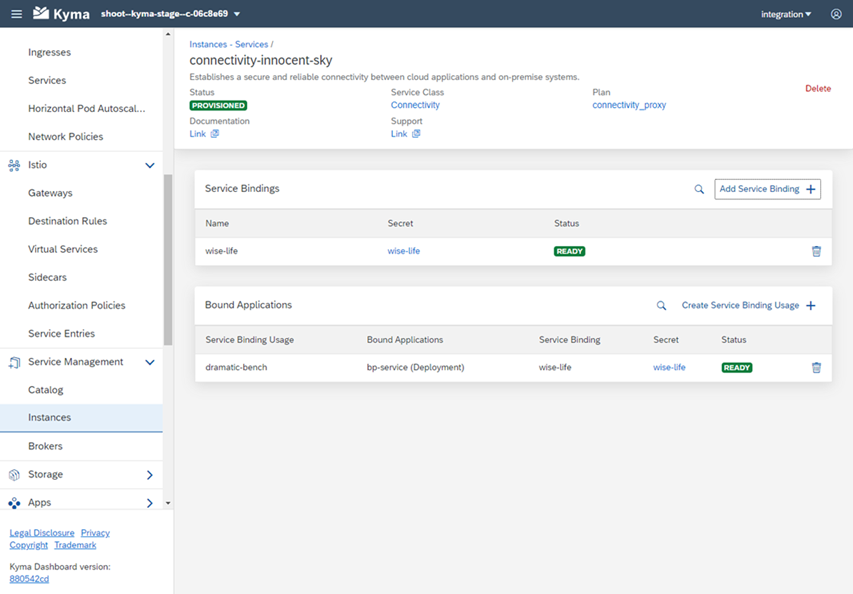 Kyma shoot--kyma-stage--c-06c8e69 integration
Ingresses
Services
Horizontal Pod Autoscal...
Network Policies
Istio
Gateways
Destination Rules
Virtual Services
Sidecars
Authorization Policies
Service Entries
Service Management
Catalog
Instances
Brokers
Storage
Apps
Legal Disclosure Privacy
Copyright Trademark
Kyma Dashboard version:
880542cd
Instances - Services /
connectivity-innocent-sky
Establishes a secure and reliable connectivity between cloud applications and on-premise systems.
Delete
Status Service Class Plan
PROVISIONED Connectivity connectivity_proxy
Documentation Support
Link Link
Service Bindings Add Service Binding +
Name Secret Status
wise-life wise-life READY
Bound Applications Create Service Binding Usage +
Service Binding Usage Bound Applications Service Binding Secret Status
dramatic-bench bp-service (Deployment) wise-life wise-life READY